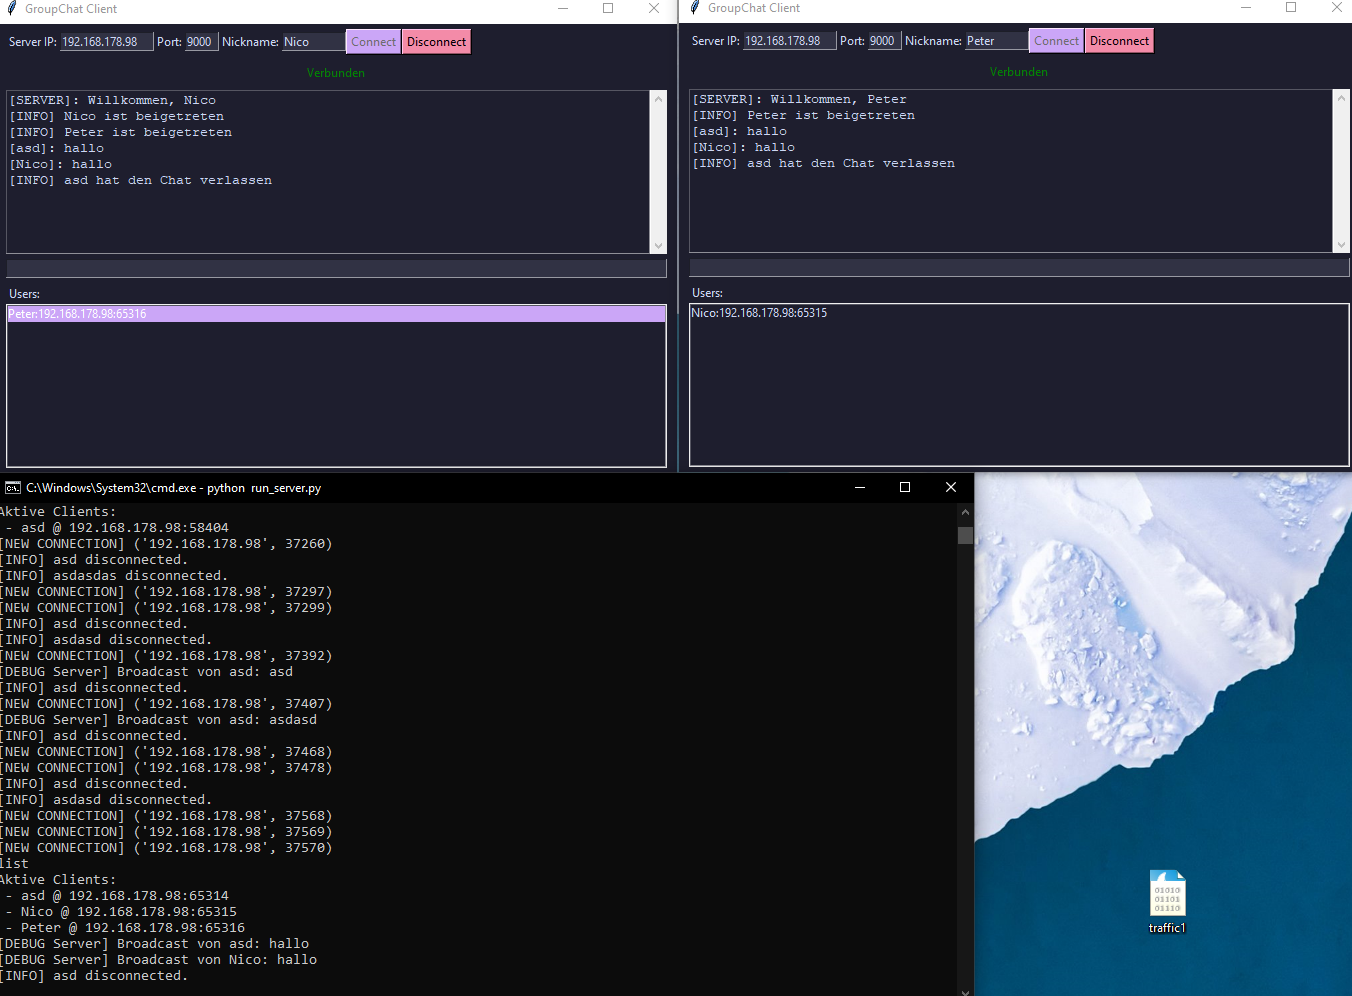 GroupChat Client
Server IP: 192.168.178.98 Port: 9000 Nickname: Nico Connect Disconnect
Verbunden
[SERVER]: Willkommen, Nico
[INFO] Nico ist beigetreten
[INFO] Peter ist beigetreten
[asd]: hallo
[Nico]: hallo
[INFO] asd hat den Chat verlassen
Users:
Peter:192.168.178.98:65316
GroupChat Client
Server IP: 192.168.178.98 Port: 9000 Nickname: Peter Connect Disconnect
Verbunden
[SERVER]: Willkommen, Peter
[INFO] Peter ist beigetreten
[asd]: hallo
[Nico]: hallo
[INFO] asd hat den Chat verlassen
Users:
Nico:192.168.178.98:65315
C:\Windows\System32\cmd.exe - python run_server.py
Aktive Clients:
- asd @ 192.168.178.98:58404
[NEW CONNECTION] ('192.168.178.98', 37260)
[INFO] asd disconnected.
[INFO] asdasdas disconnected.
[NEW CONNECTION] ('192.168.178.98', 37297)
[NEW CONNECTION] ('192.168.178.98', 37299)
[INFO] asd disconnected.
[INFO] asdasd disconnected.
[NEW CONNECTION] ('192.168.178.98', 37392)
[DEBUG Server] Broadcast von asd: asd
[INFO] asd disconnected.
[NEW CONNECTION] ('192.168.178.98', 37407)
[DEBUG Server] Broadcast von asd: asdasd
[INFO] asd disconnected.
[NEW CONNECTION] ('192.168.178.98', 37468)
[NEW CONNECTION] ('192.168.178.98', 37478)
[INFO] asd disconnected.
[INFO] asdasd disconnected.
[NEW CONNECTION] ('192.168.178.98', 37568)
[NEW CONNECTION] ('192.168.178.98', 37569)
[NEW CONNECTION] ('192.168.178.98', 37570)
list
Aktive Clients:
- asd @ 192.168.178.98:65314
- Nico @ 192.168.178.98:65315
- Peter @ 192.168.178.98:65316
[DEBUG Server] Broadcast von asd: hallo
[DEBUG Server] Broadcast von Nico: hallo
[INFO] asd disconnected.
01010
01101
01110
traffic1